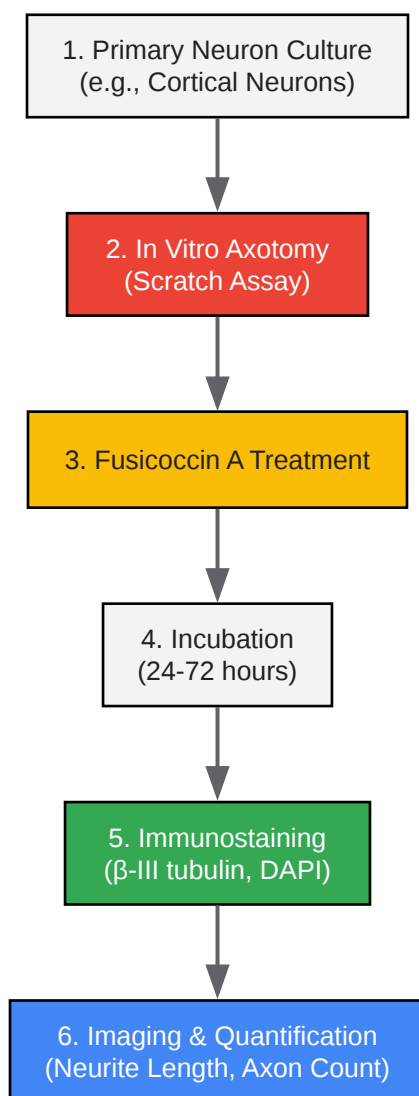 1. Primary Neuron Culture
(e.g., Cortical Neurons)
2. In Vitro Axotomy
(Scratch Assay)
3. Fusicoccin A Treatment
4. Incubation
(24-72 hours)
5. Immunostaining
(β-III tubulin, DAPI)
6. Imaging & Quantification
(Neurite Length, Axon Count)